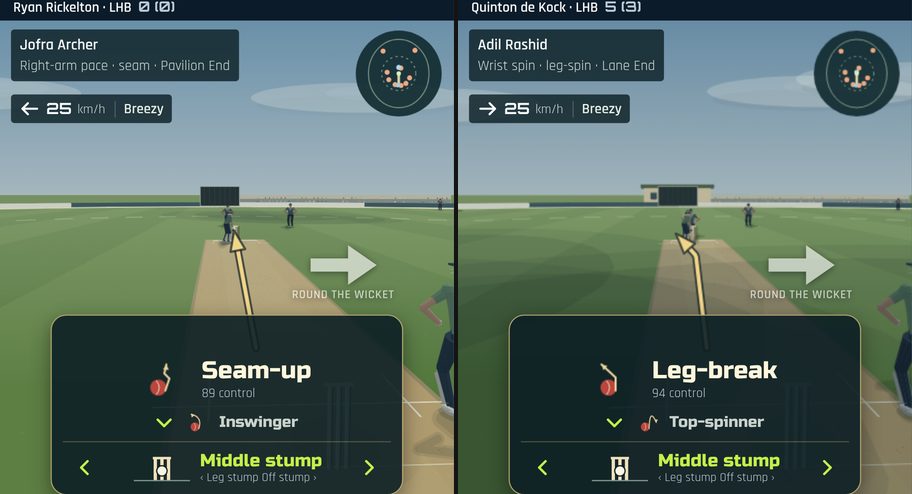 Ryan Rickelton · LHB 0 (0)
Jofra Archer
Right-arm pace · seam · Pavilion End
← 25 km/h | Breezy
ROUND THE WICKET
Seam-up
89 control
Inswinger
Middle stump
‹ Leg stump Off stump ›
Quinton de Kock · LHB 5 (3)
Adil Rashid
Wrist spin · leg-spin · Lane End
→ 25 km/h | Breezy
ROUND THE WICKET
Leg-break
94 control
Top-spinner
Middle stump
‹ Leg stump Off stump ›